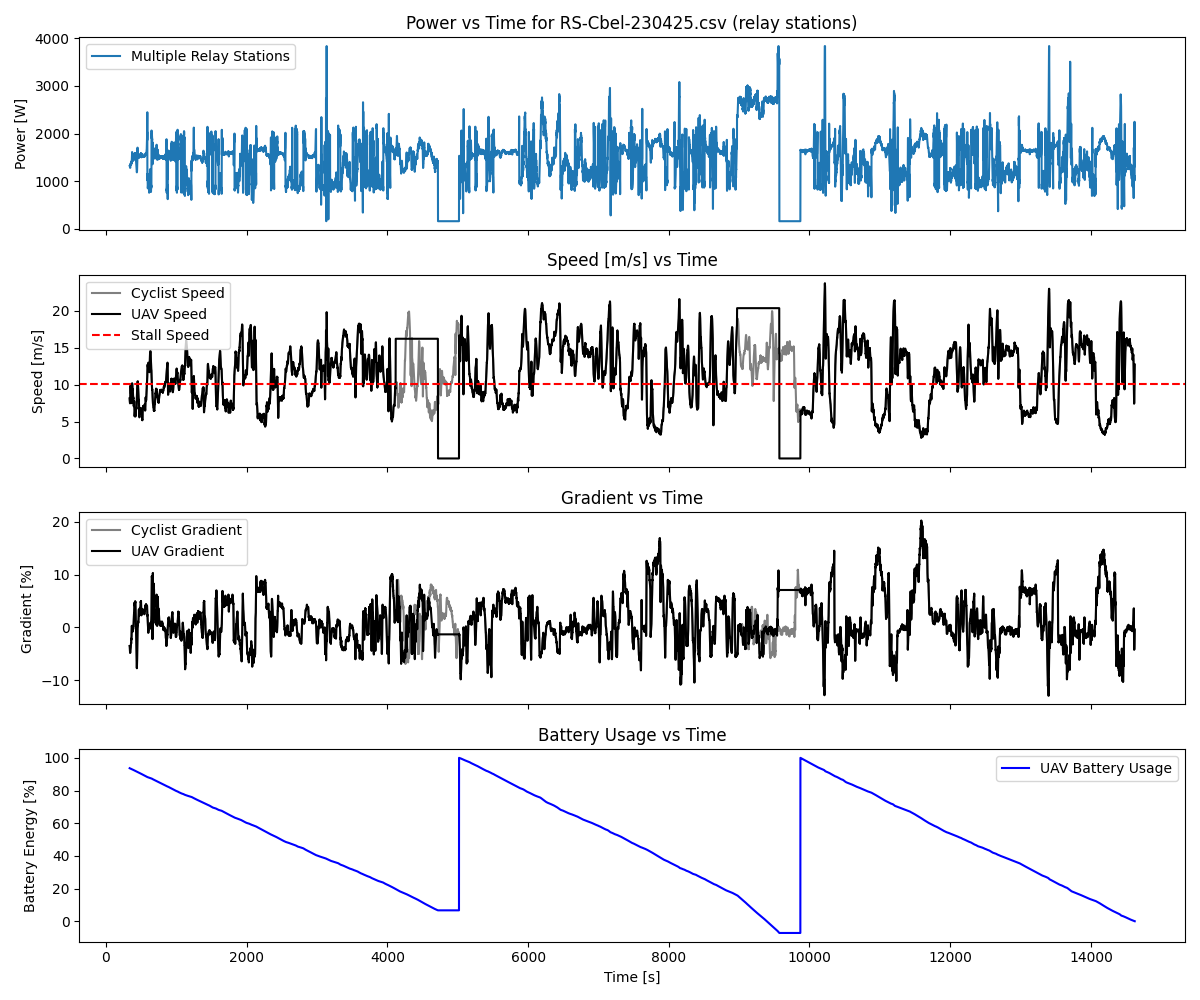 Power vs Time for RS-Cbel-230425.csv (relay stations)
4000
3000
2000
1000
0
Power [W]
Multiple Relay Stations
Speed [m/s] vs Time
20
15
10
5
0
Speed [m/s]
Cyclist Speed
UAV Speed
Stall Speed
Gradient vs Time
20
10
0
−10
Gradient [%]
Cyclist Gradient
UAV Gradient
Battery Usage vs Time
100
80
60
40
20
0
Battery Energy [%]
UAV Battery Usage
0 2000 4000 6000 8000 10000 12000 14000
Time [s]